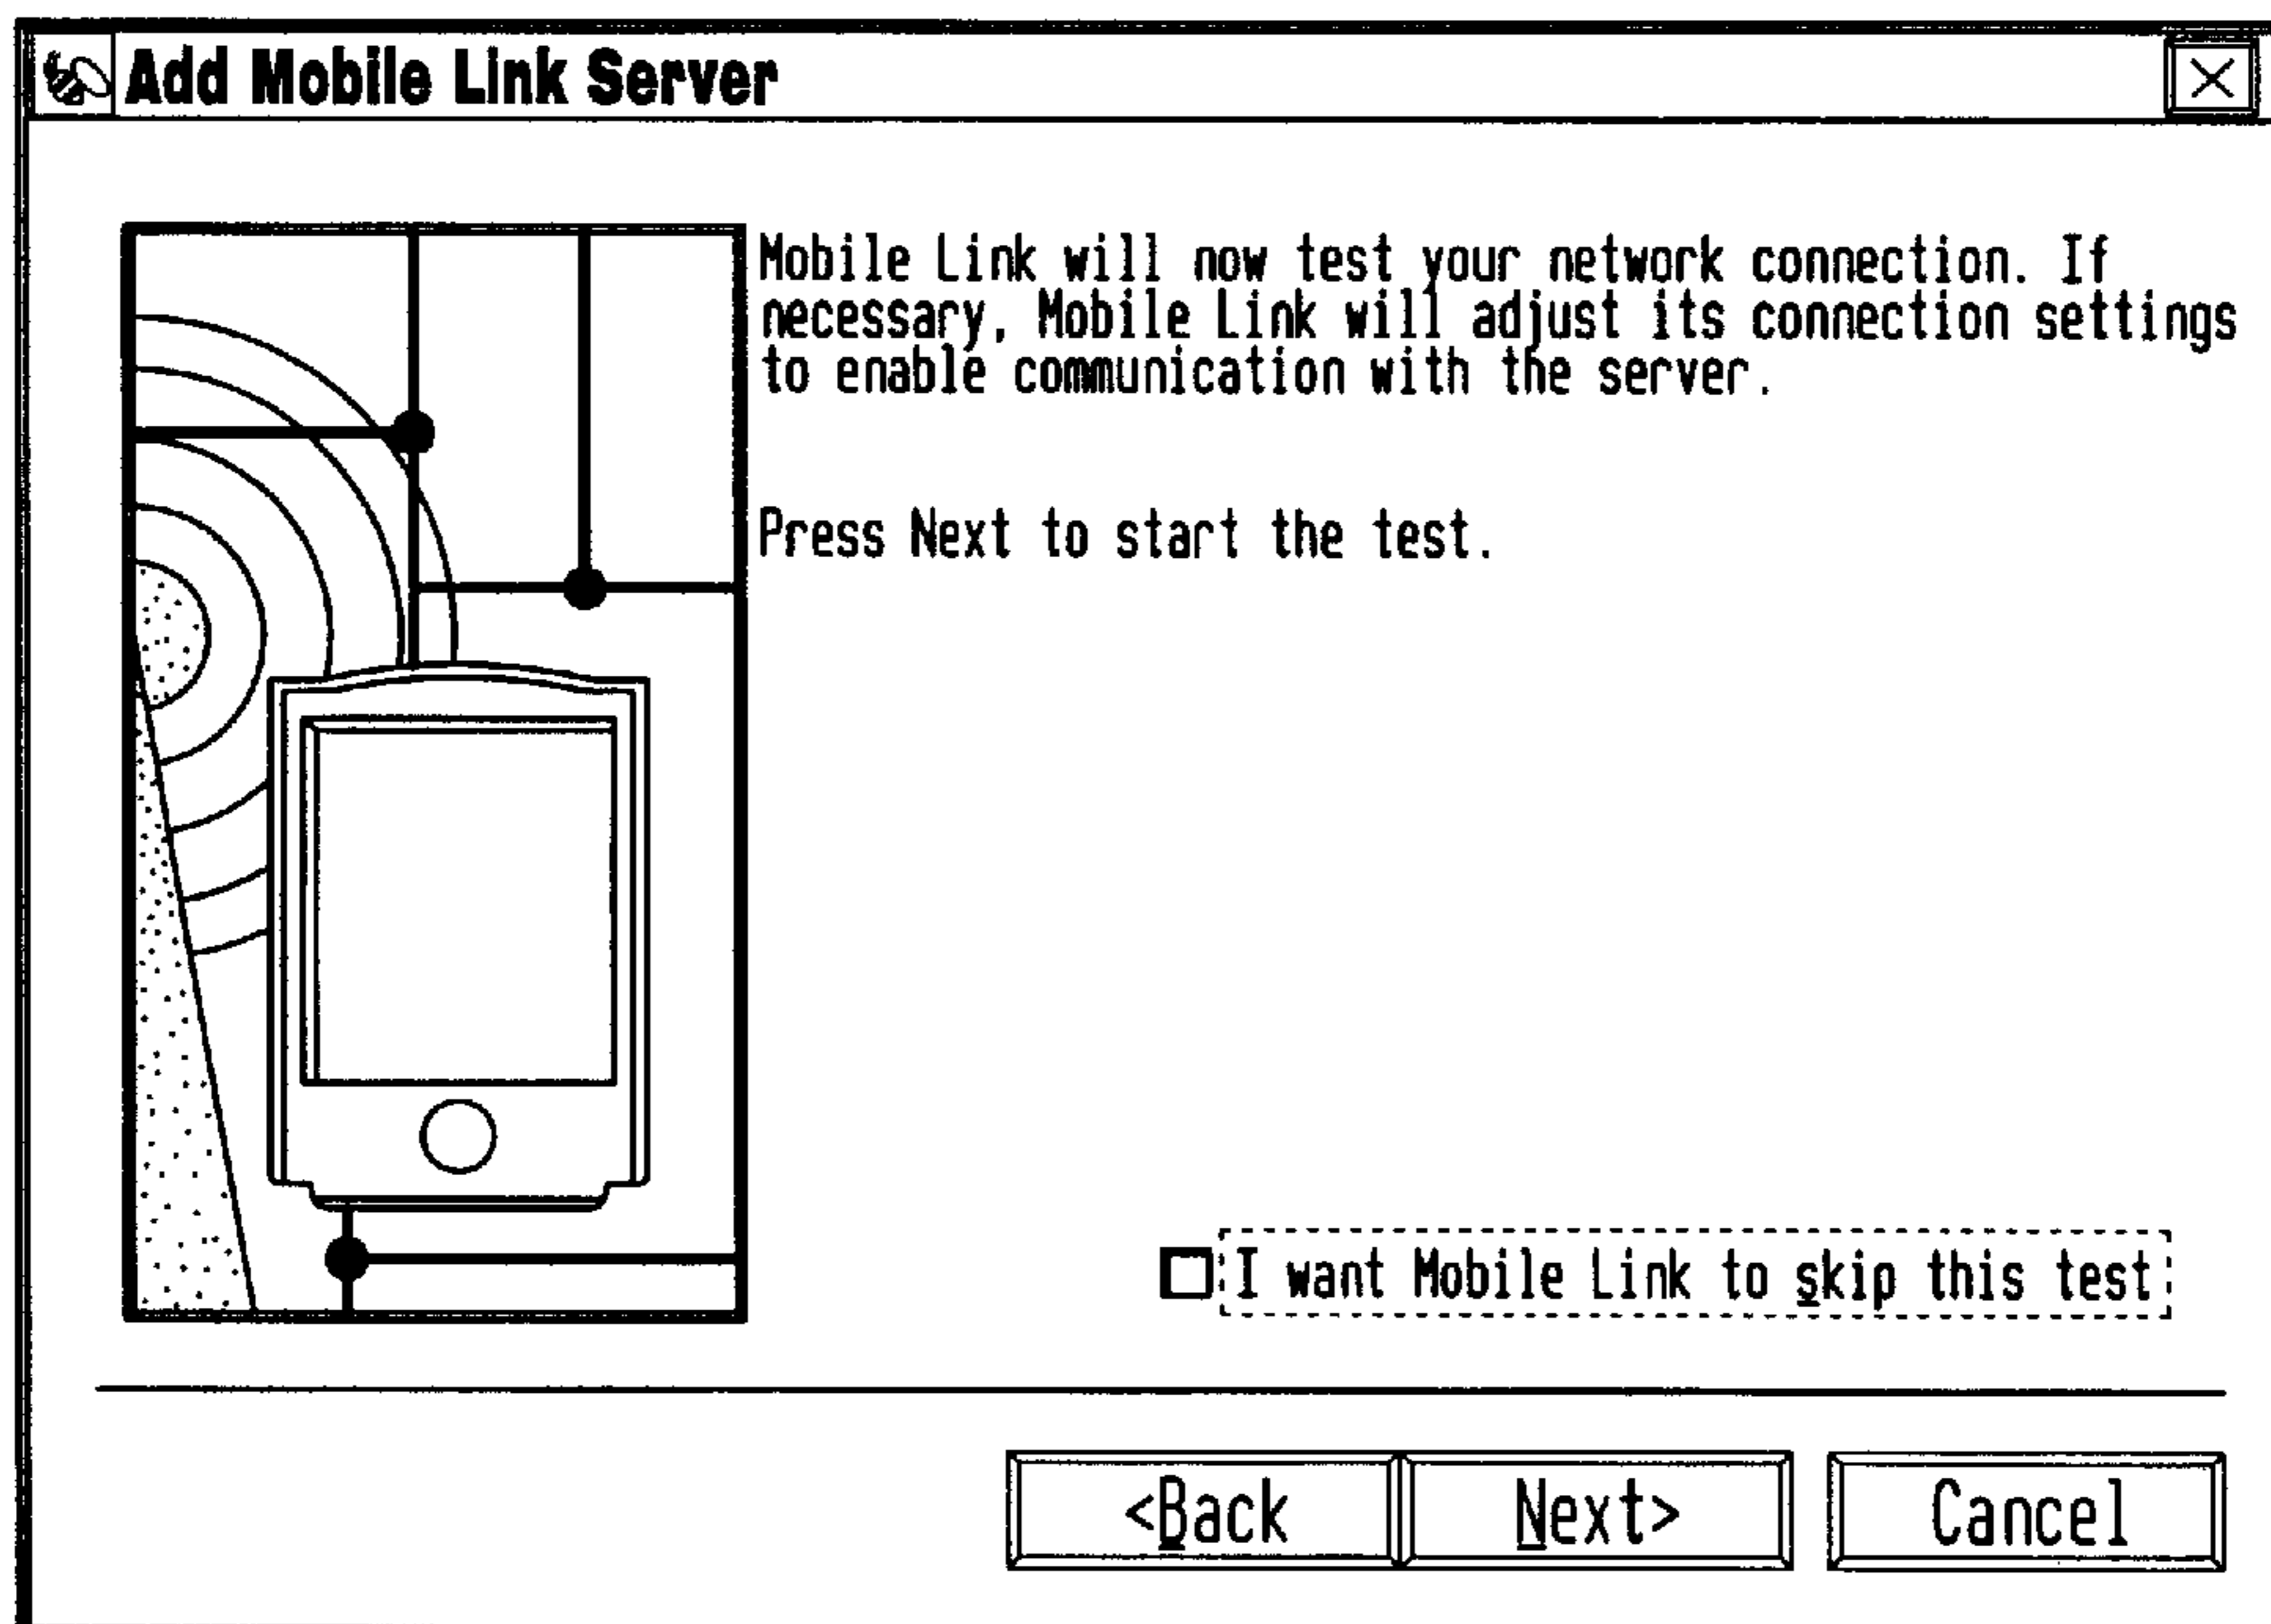 Add Mobile Link Server
Mobile Link will now test your network connection. If
necessary, Mobile Link will adjust its connection settings
to enable communication with the server.
Press Next to start the test.
I want Mobile Link to skip this test
<Back Next> Cancel